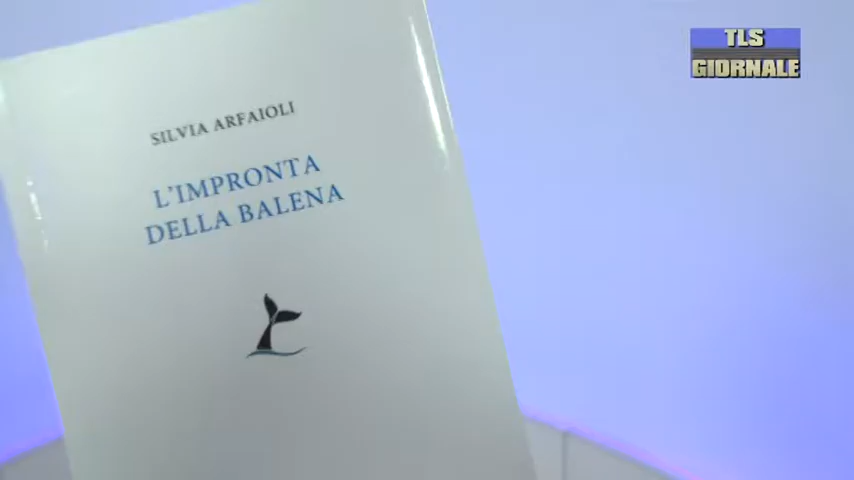 TLS
GIORNALE
SILVIA ARFAIOLI
L'IMPRONTA
DELLA BALENA